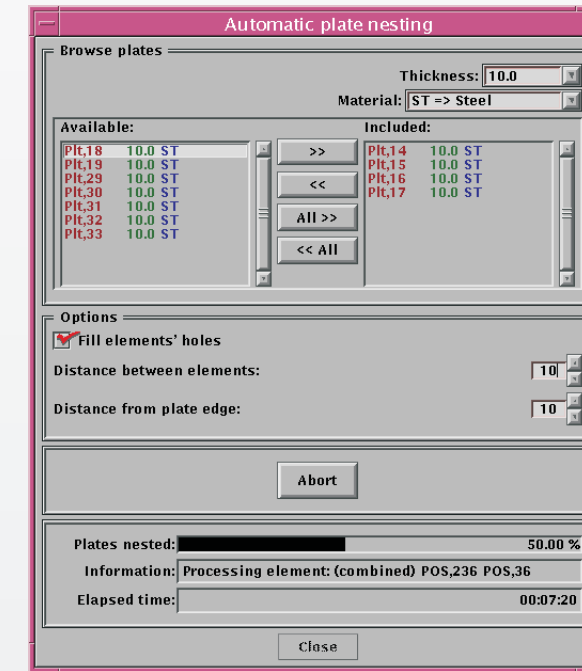 Automatic plate nesting
Browse plates
Thickness: 10.0
Material: ST => Steel
Available:
Plt,18 10.0 ST
Plt,19 10.0 ST
Plt,29 10.0 ST
Plt,30 10.0 ST
Plt,31 10.0 ST
Plt,32 10.0 ST
Plt,33 10.0 ST
>>
<<
All >>
<< All
Included:
Plt,14 10.0 ST
Plt,15 10.0 ST
Plt,16 10.0 ST
Plt,17 10.0 ST
Options
Fill elements' holes
Distance between elements: 10
Distance from plate edge: 10
Abort
Plates nested: 50.00 %
Information: Processing element: (combined) POS,236 POS,36
Elapsed time: 00:07:20
Close